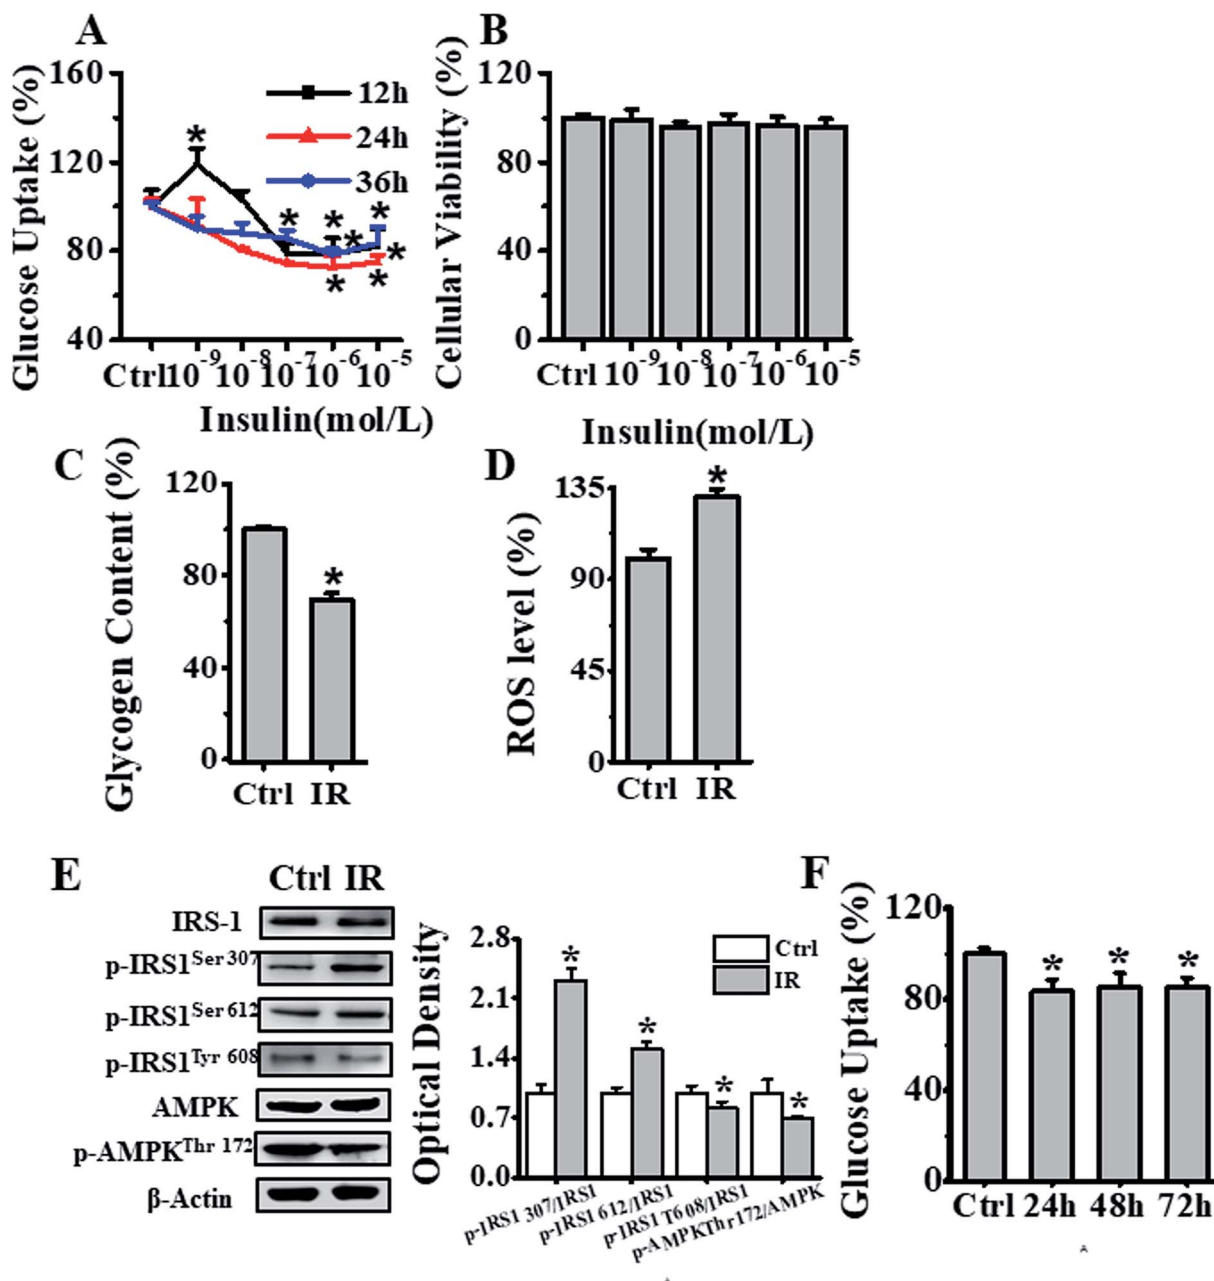 A
Glucose Uptake (%)
160
120
80
40
12h
24h
36h
*
* * *
* *
* *
Ctrl 10⁻⁹ 10⁻⁸ 10⁻⁷ 10⁻⁶ 10⁻⁵
Insulin(mol/L)
B
Cellular Viability (%)
120
80
40
0
Ctrl 10⁻⁹ 10⁻⁸ 10⁻⁷ 10⁻⁶ 10⁻⁵
Insulin(mol/L)
C
Glycogen Content (%)
120
80
40
0
*
Ctrl IR
D
ROS level (%)
135
90
45
0
*
Ctrl IR
E
Ctrl IR
IRS-1
p-IRS1Ser 307
p-IRS1Ser 612
p-IRS1Tyr 608
AMPK
p-AMPKThr 172
β-Actin
Optical Density
2.8
2.1
1.4
0.7
0.0
Ctrl
IR
* * * *
p-IRS1 307/IRS1
p-IRS1 612/IRS1
p-IRS1 T608/IRS1
p-AMPKThr172/AMPK
F
Glucose Uptake (%)
120
80
40
0
* * *
Ctrl 24h 48h 72h